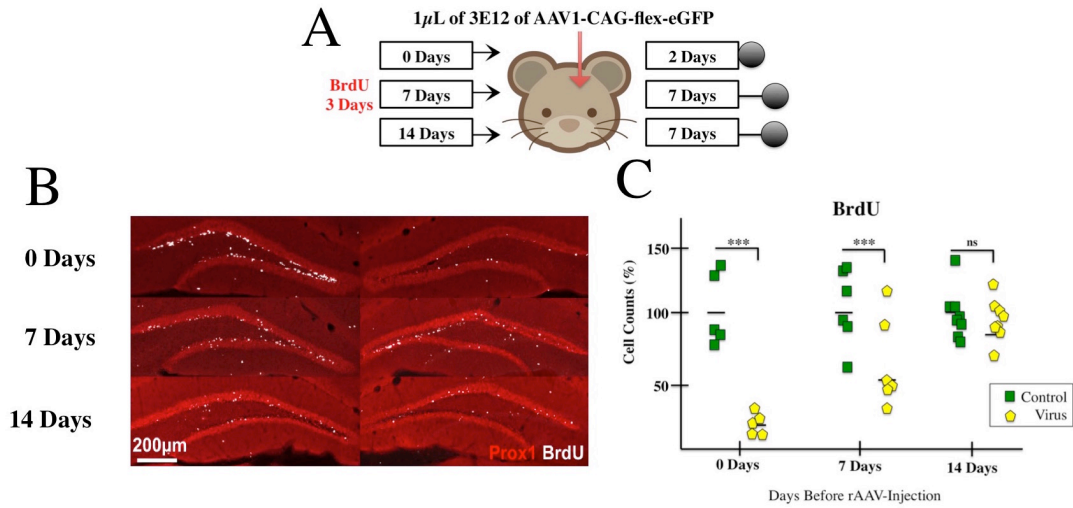 A
1µL of 3E12 of AAV1-CAG-flex-eGFP
BrdU
3 Days
0 Days
7 Days
14 Days
2 Days
7 Days
7 Days
B
0 Days
7 Days
14 Days
200µm
Prox1 BrdU
C
BrdU
Cell Counts (%)
150
100
50
***
***
ns
Control
Virus
0 Days
7 Days
14 Days
Days Before rAAV-Injection